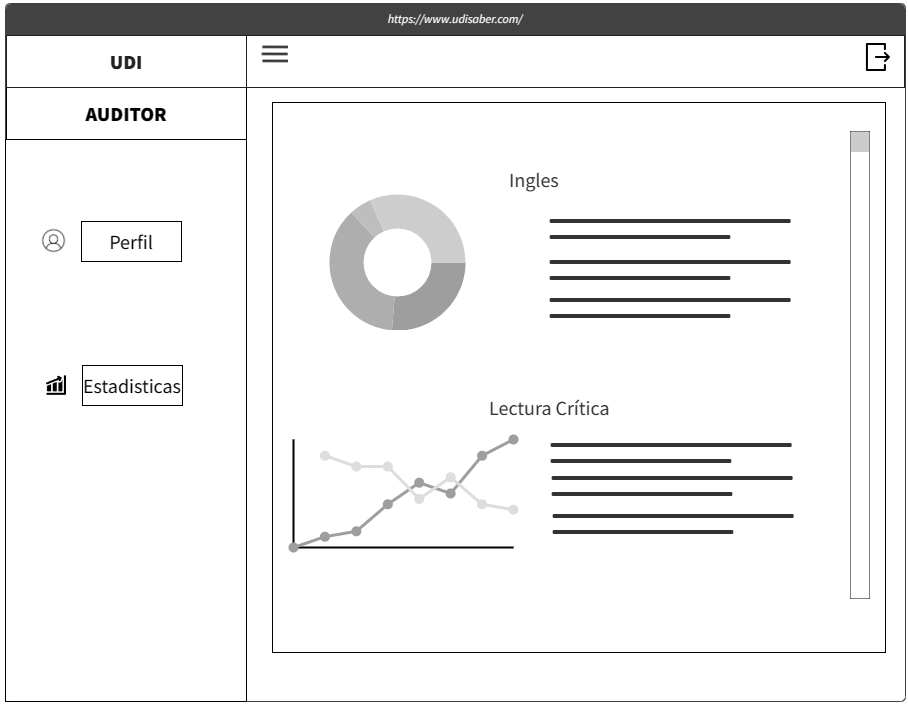 https://www.udisaber.com/
UDI
AUDITOR
Perfil
Estadisticas
Ingles
Lectura Crítica